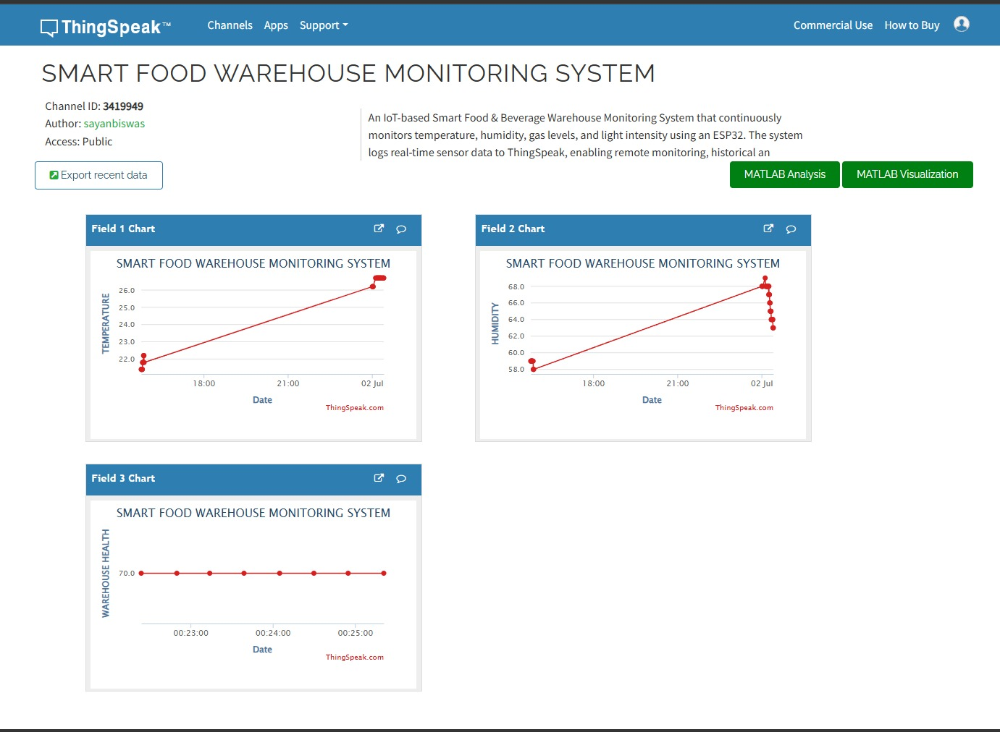 ThingSpeak™ Channels Apps Support Commercial Use How to Buy
SMART FOOD WAREHOUSE MONITORING SYSTEM
Channel ID: 3419949
Author: sayanbiswas
Access: Public
An IoT-based Smart Food & Beverage Warehouse Monitoring System that continuously
monitors temperature, humidity, gas levels, and light intensity using an ESP32. The system
logs real-time sensor data to ThingSpeak, enabling remote monitoring, historical an
Export recent data
MATLAB Analysis MATLAB Visualization
Field 1 Chart
SMART FOOD WAREHOUSE MONITORING SYSTEM
TEMPERATURE
26.0
25.0
24.0
23.0
22.0
18:00 21:00 02 Jul
Date
ThingSpeak.com
Field 2 Chart
SMART FOOD WAREHOUSE MONITORING SYSTEM
HUMIDITY
68.0
66.0
64.0
62.0
60.0
58.0
18:00 21:00 02 Jul
Date
ThingSpeak.com
Field 3 Chart
SMART FOOD WAREHOUSE MONITORING SYSTEM
WAREHOUSE HEALTH
70.0
00:23:00 00:24:00 00:25:00
Date
ThingSpeak.com